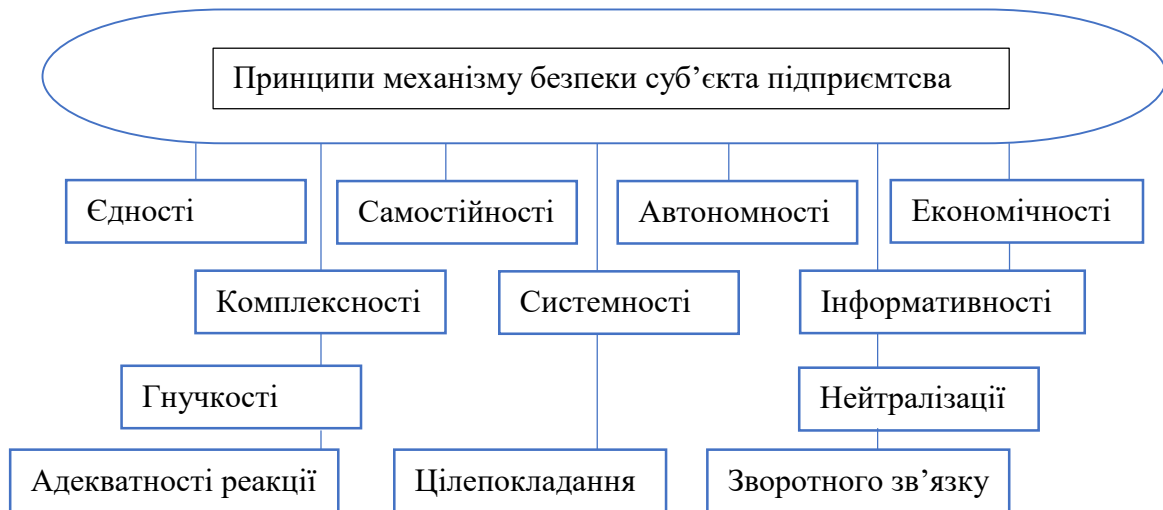 Принципи механізму безпеки суб’єкта підприємтсва
Єдності
Самостійності
Автономності
Економічності
Комплексності
Системності
Інформативності
Гнучкості
Нейтралізації
Адекватності реакції
Цілепокладання
Зворотного зв’язку